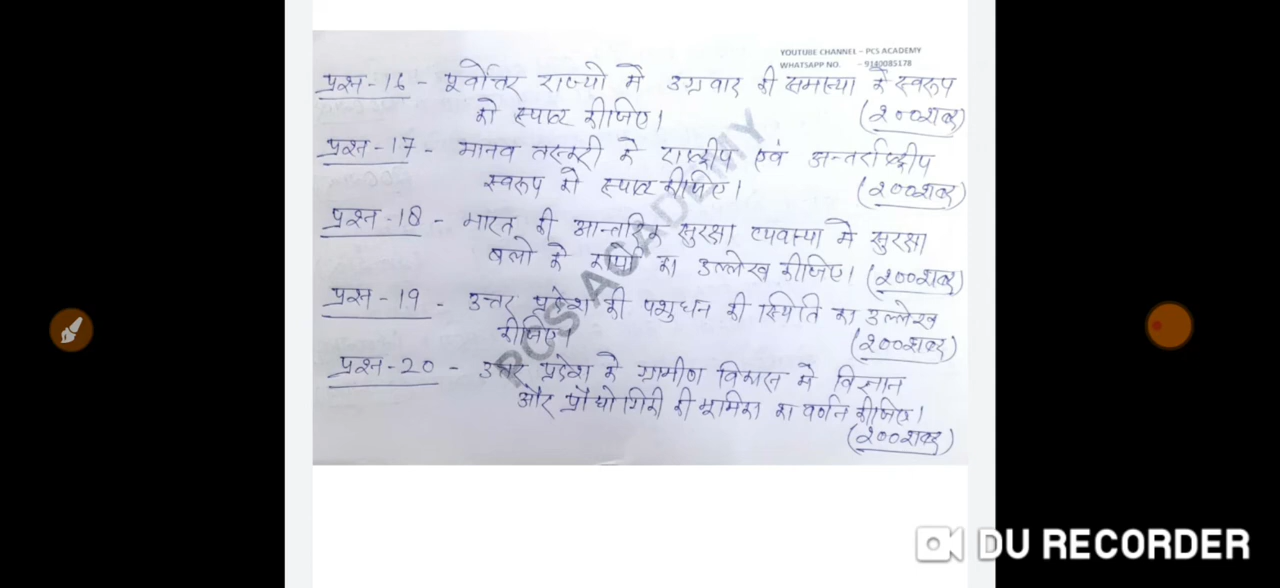 YOUTUBE CHANNEL - PCS ACADEMY
WHATSAPP NO. - 9140085178
प्रश्न-16 - पूर्वोत्तर राज्यों में उग्रवाद की समस्या के स्वरूप
को स्पष्ट कीजिए। (200शब्द)
प्रश्न-17 - मानव तस्करी के राष्ट्रीय एवं अन्तर्राष्ट्रीय
स्वरूप को स्पष्ट कीजिए। (200शब्द)
प्रश्न-18 - भारत की आन्तरिक सुरक्षा व्यवस्था में सुरक्षा
बलों के कार्यो का उल्लेख कीजिए। (200शब्द)
प्रश्न-19 - उत्तर प्रदेश की पशुधन की स्थिति का उल्लेख
कीजिए। (200शब्द)
प्रश्न-20 - उत्तर प्रदेश के ग्रामीण विकास में विज्ञान
और प्रौद्योगिकी की भूमिका का वर्णन कीजिए।
(200शब्द)
PCS ACADEMY
DU RECORDER